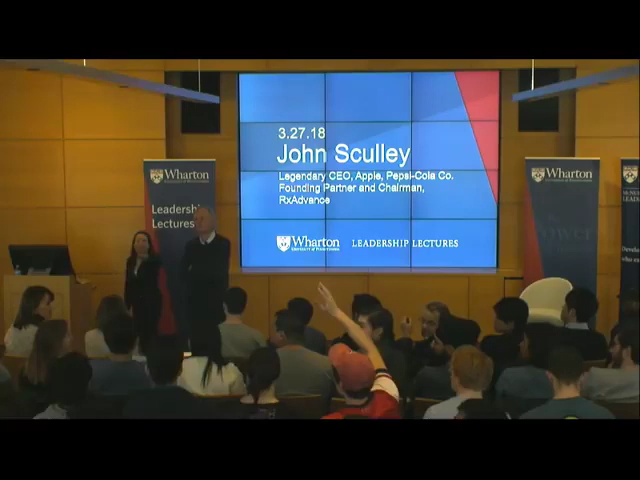 3.27.18
John Sculley
Legendary CEO, Apple, Pepsi-Cola Co.
Founding Partner and Chairman,
RxAdvance
Wharton
LEADERSHIP LECTURES
Wharton
Leadership
Lectures
Wharton